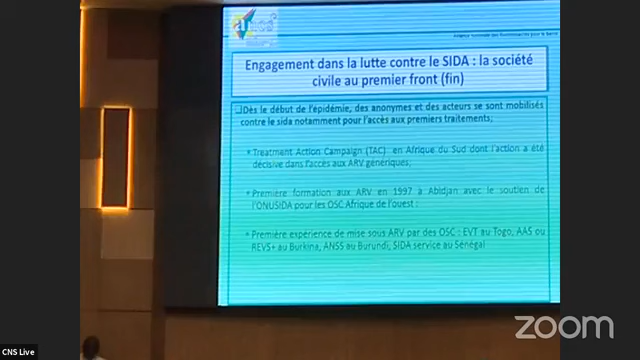 anss
Engagement dans la lutte contre le SIDA : la société
civile au premier front (fin)
Dès le début de l'épidémie, des anonymes et des acteurs se sont mobilisés
contre le sida notamment pour l'accès aux premiers traitements;
Treatment Action Campaign (TAC) en Afrique du Sud dont l'action a été
décisive dans l'accès aux ARV génériques;
Première formation aux ARV en 1997 à Abidjan avec le soutien de
l'ONUSIDA pour les OSC Afrique de l'ouest ;
Première expérience de mise sous ARV par des OSC : EVT au Togo, AAS ou
REVS+ au Burkina, ANSS au Burundi, SIDA service au Sénégal
zoom
CNS Live